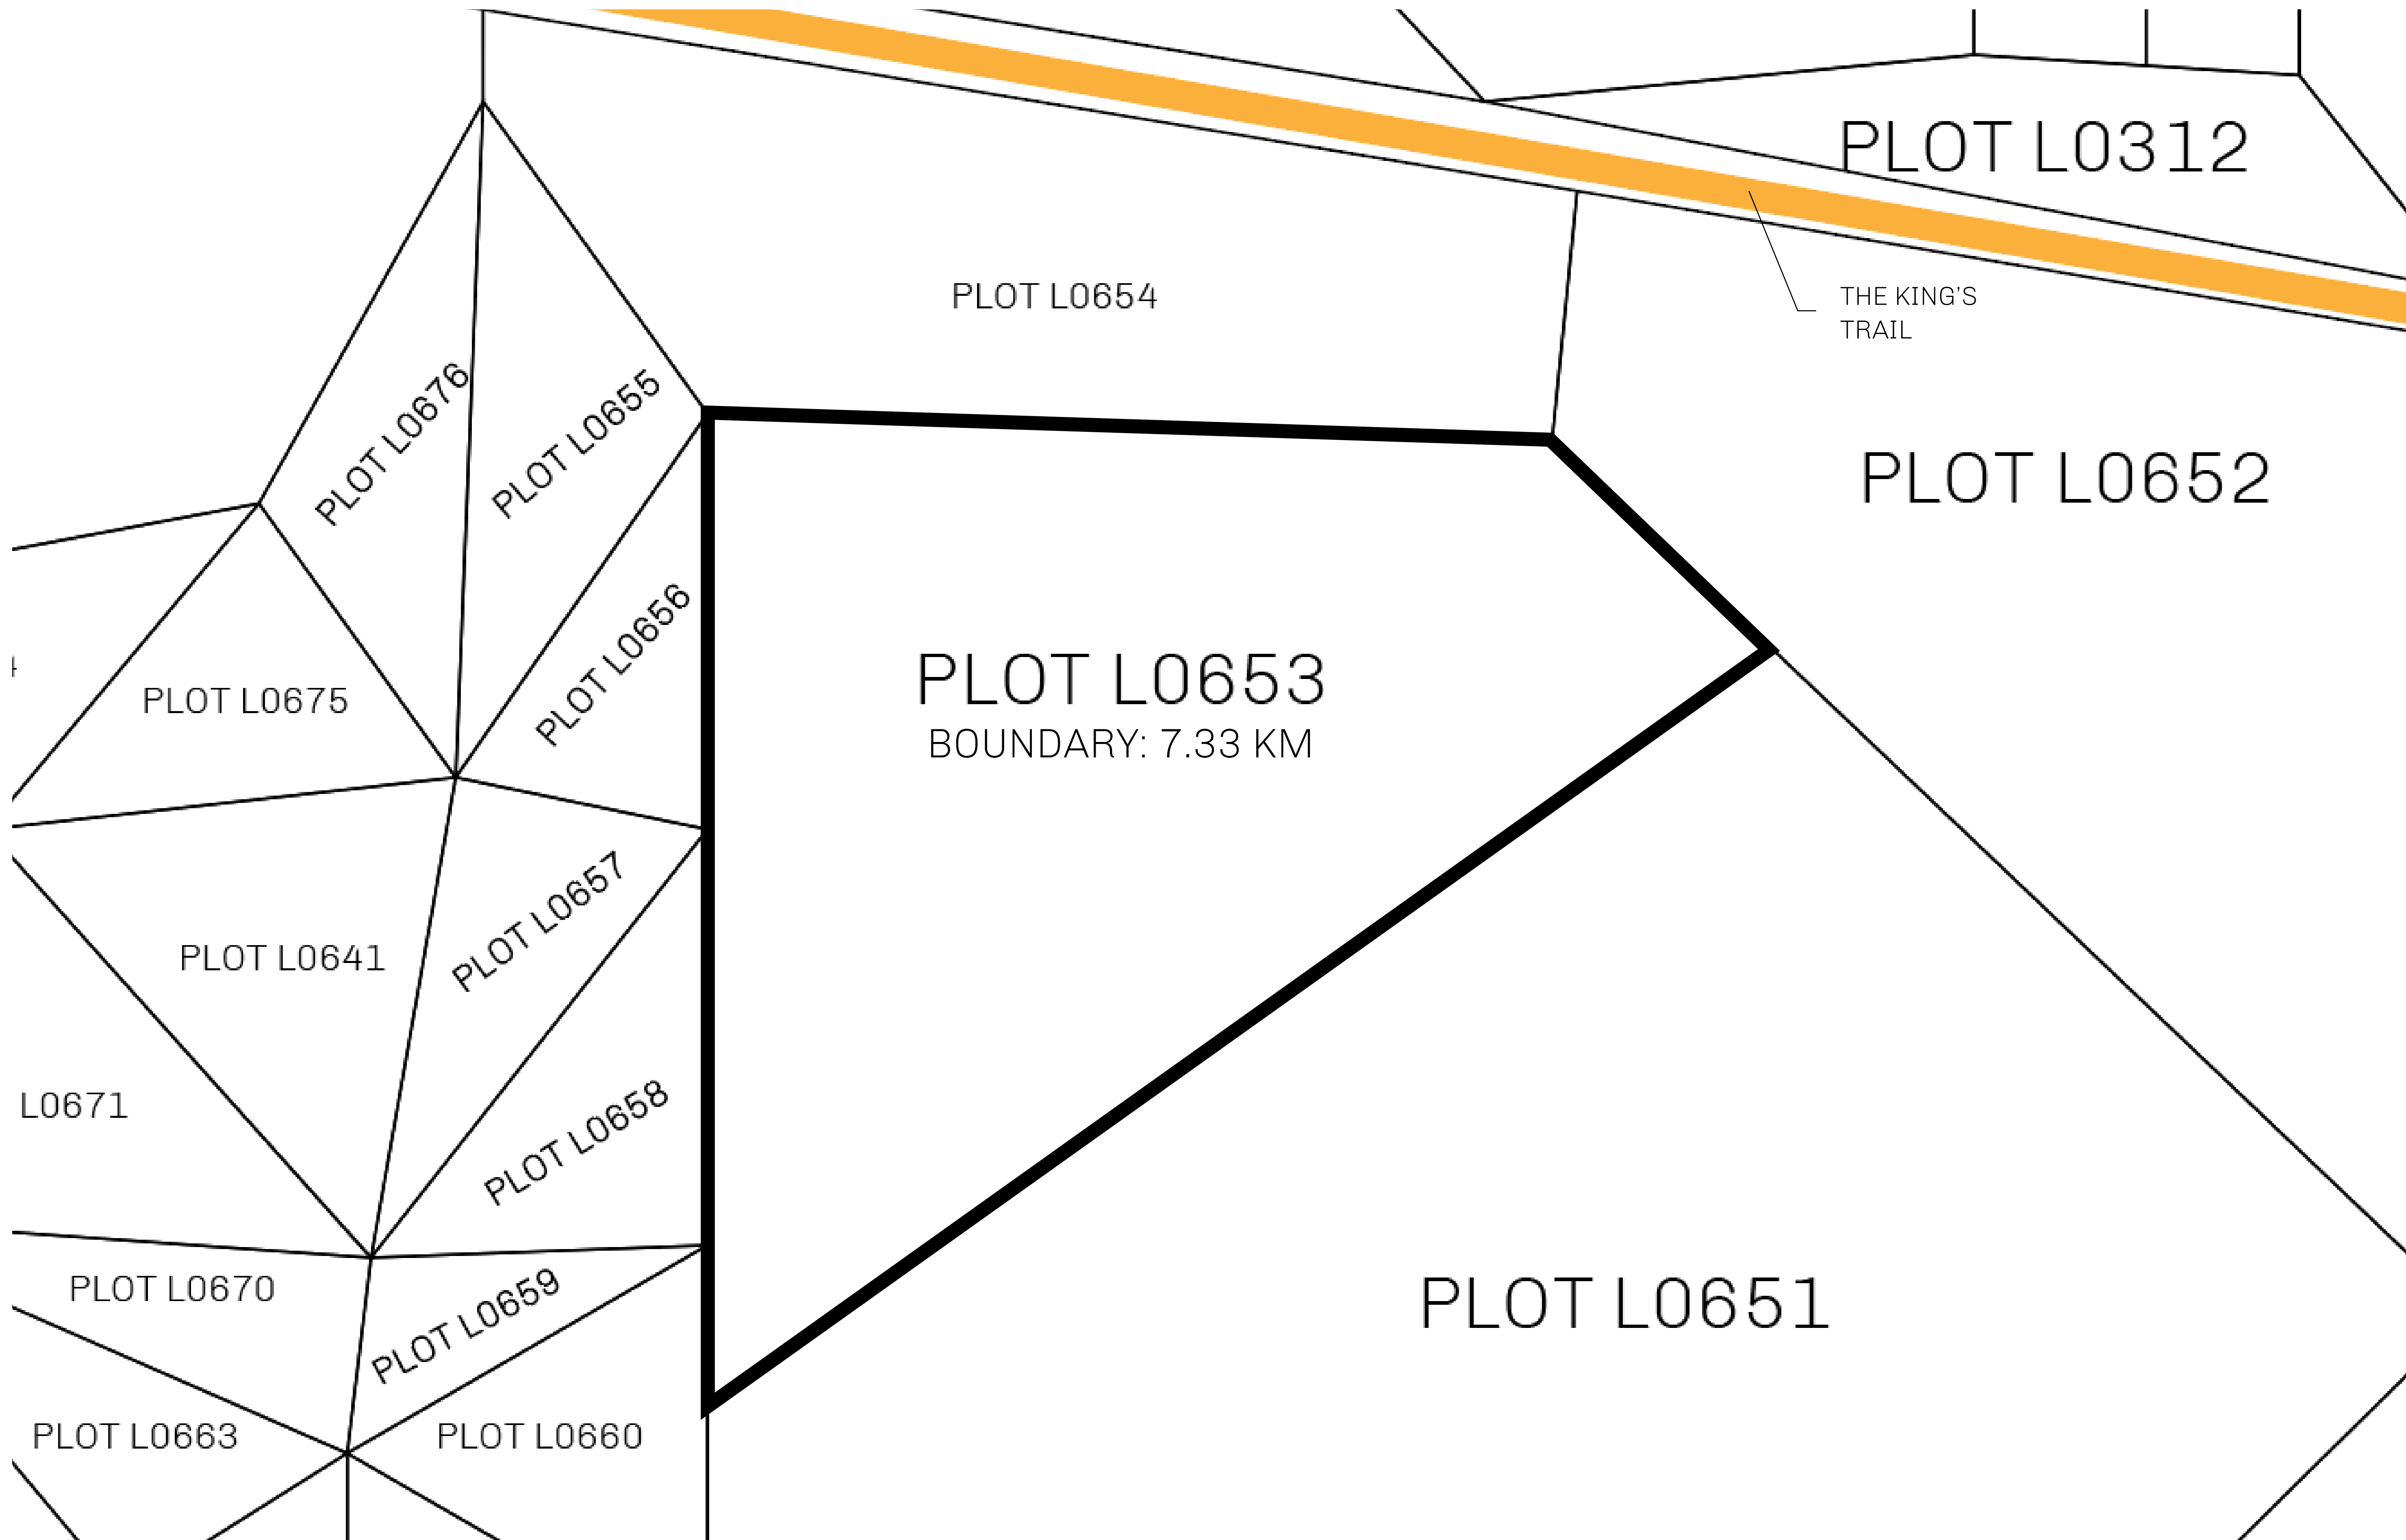 PLOT L0312
PLOT L0654
THE KING'S
TRAIL
PLOT L0676
PLOT L0655
PLOT L0652
PLOT L0656
PLOT L0653
BOUNDARY: 7.33 KM
4
PLOT L0675
PLOT L0657
PLOT L0641
L0671
PLOT L0658
PLOT L0670
PLOT L0659
PLOT L0651
PLOT L0663
PLOT L0660